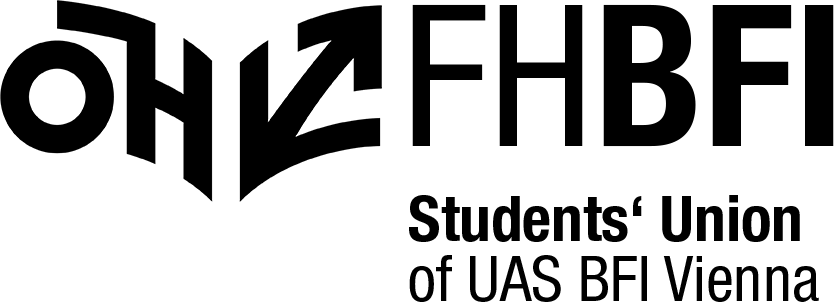 ÖH FHBFI
Students‘ Union
of UAS BFI Vienna